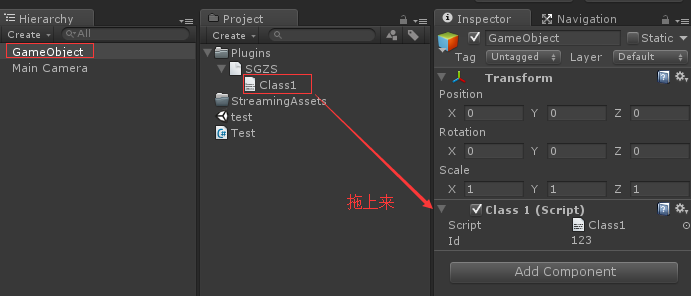 Hierarchy
Create
All
GameObject
Main Camera
Project
Create
Plugins
SGZS
Class1
StreamingAssets
test
Test
拖上来
Inspector
Navigation
GameObject
Static
Tag
Untagged
Layer
Default
Transform
Position
X 0 Y 0 Z 0
Rotation
X 0 Y 0 Z 0
Scale
X 1 Y 1 Z 1
Class 1 (Script)
Script
Class1
Id
123
Add Component